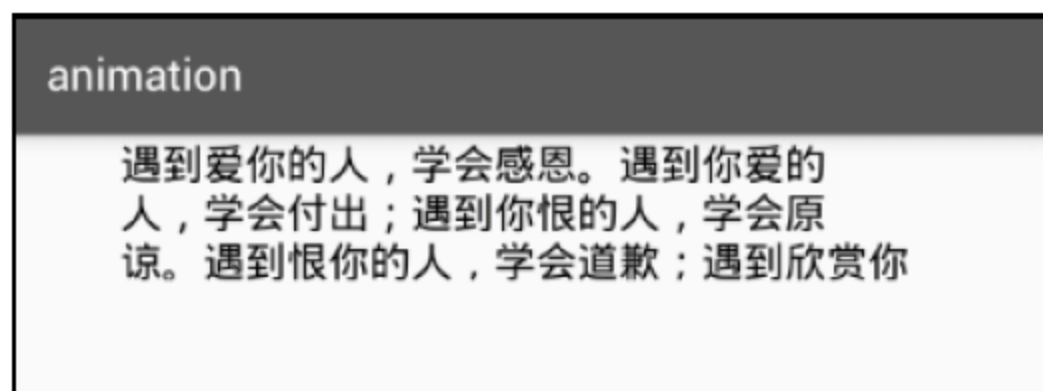 animation
遇到爱你的人，学会感恩。遇到你爱的
人，学会付出；遇到你恨的人，学会原
谅。遇到恨你的人，学会道歉；遇到欣赏你